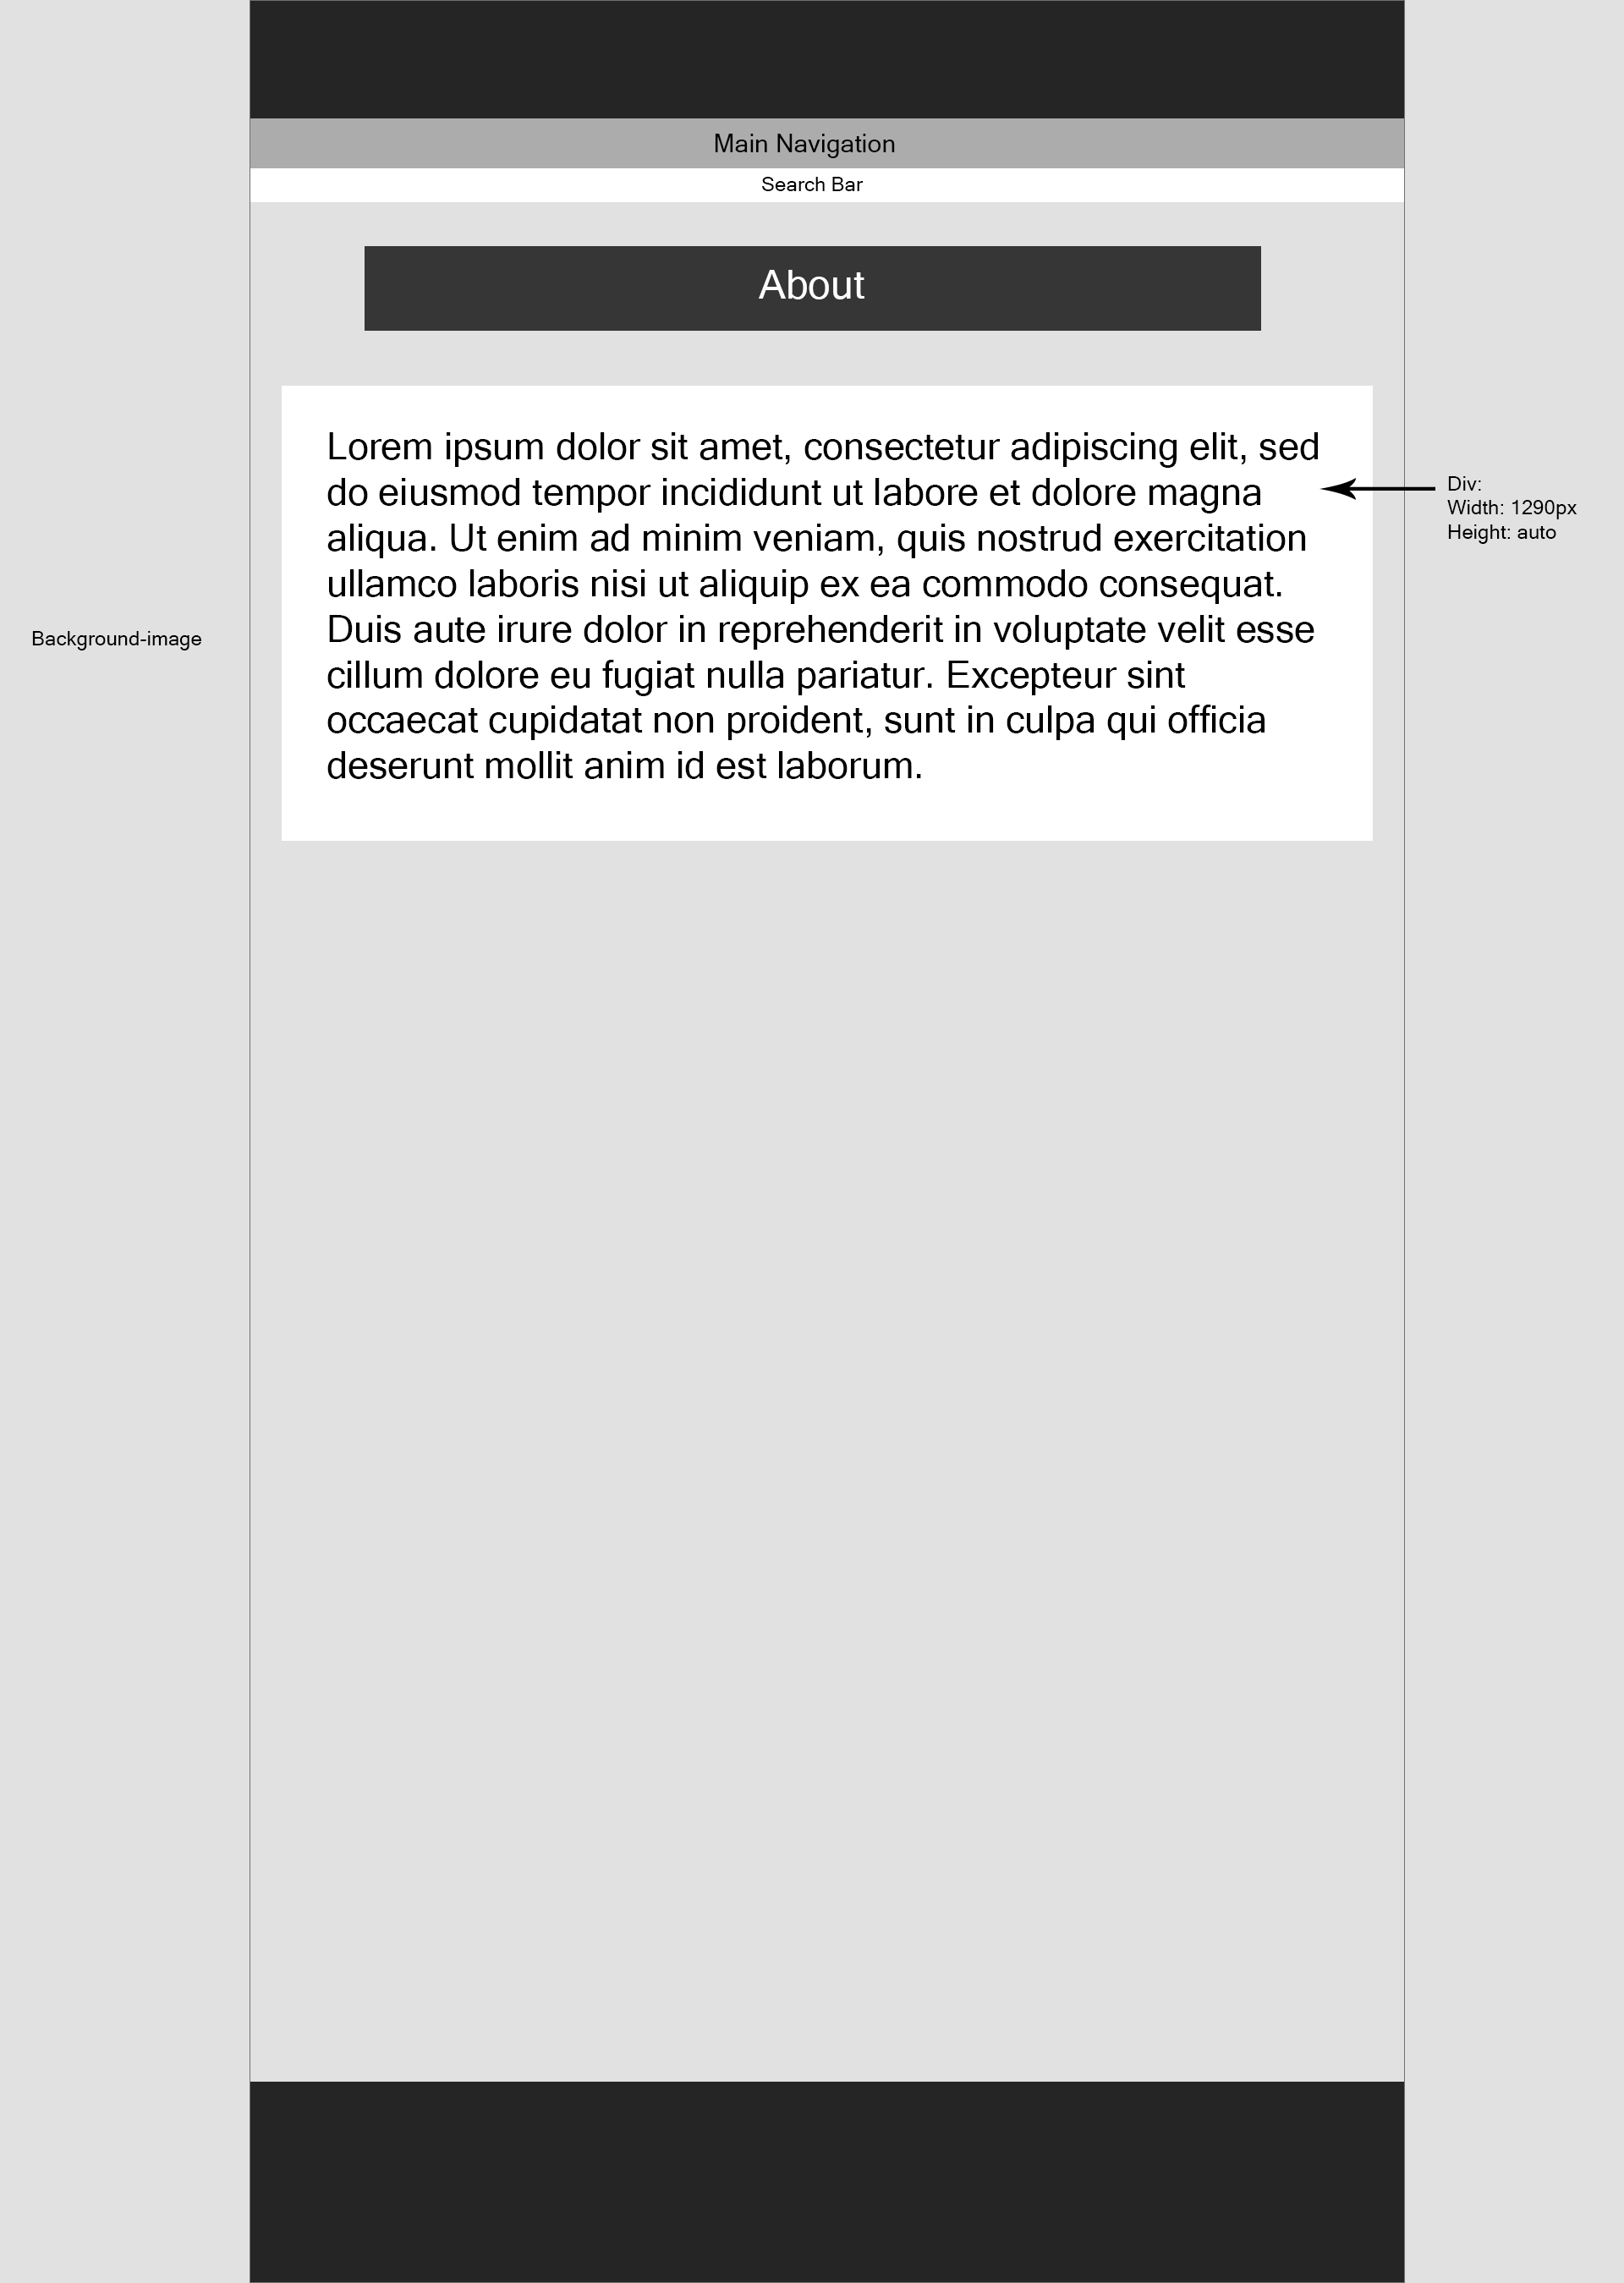 Main Navigation
Search Bar
About
Lorem ipsum dolor sit amet, consectetur adipiscing elit, sed
do eiusmod tempor incididunt ut labore et dolore magna
aliqua. Ut enim ad minim veniam, quis nostrud exercitation
ullamco laboris nisi ut aliquip ex ea commodo consequat.
Duis aute irure dolor in reprehenderit in voluptate velit esse
cillum dolore eu fugiat nulla pariatur. Excepteur sint
occaecat cupidatat non proident, sunt in culpa qui officia
deserunt mollit anim id est laborum.
Div:
Width: 1290px
Height: auto
Background-image